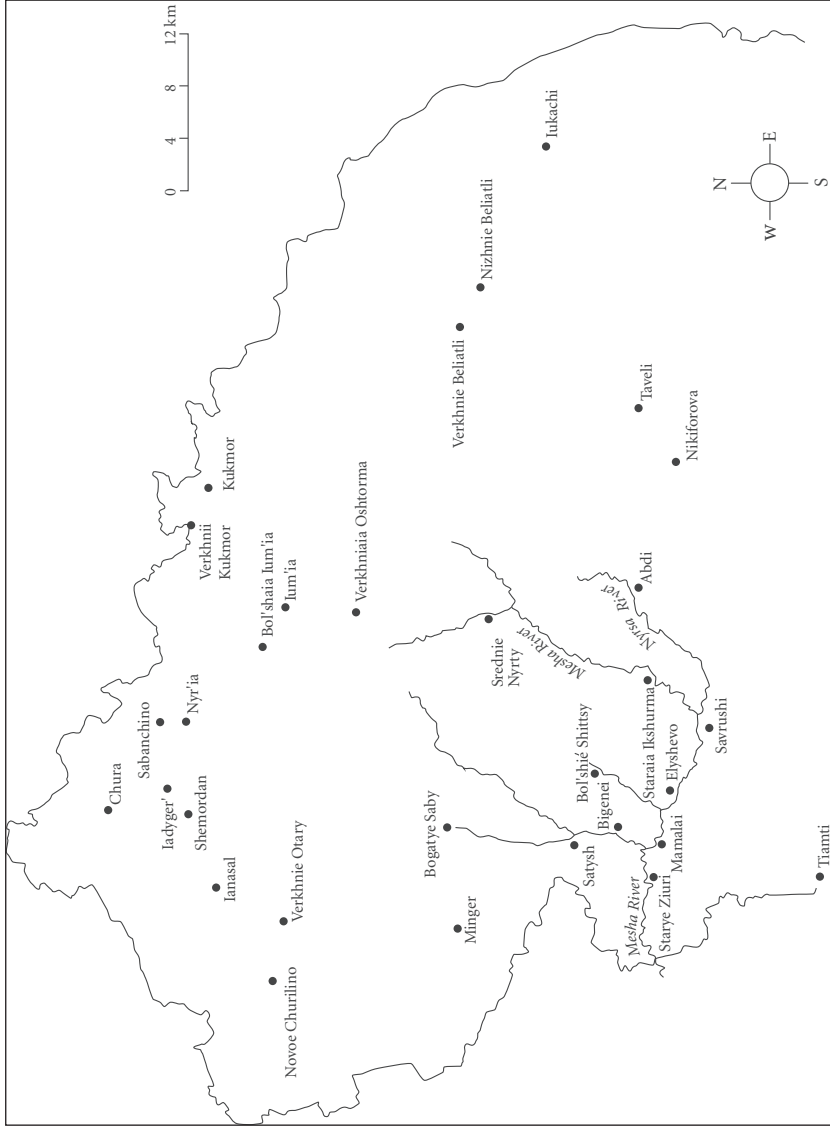 Chura
Sabanchino
Iadyger'
Nyr'ia
Shemordan
Ianasal
Verkhnii
Kukmor
Kukmor
Bol'shaia Ium'ia
Ium'ia
Verkhnie Otary
Novoe Churilino
Verkhniaia Oshtorma
0 4 8 12 km
Bogatye Saby
Minger
Srednie
Nyrty
Mesha River
Verkhnie Beliatli
Nizhnie Beliatli
Iukachi
Bol'shié Shittsy
Bigenei
Satysh
Staraia Ikshurma
Elyshevo
Mamalai
Mesha River
Starye Ziuri
Savrushi
Nyrsa River
Abdi
Taveli
Nikiforova
Tiamti
N
W
E
S